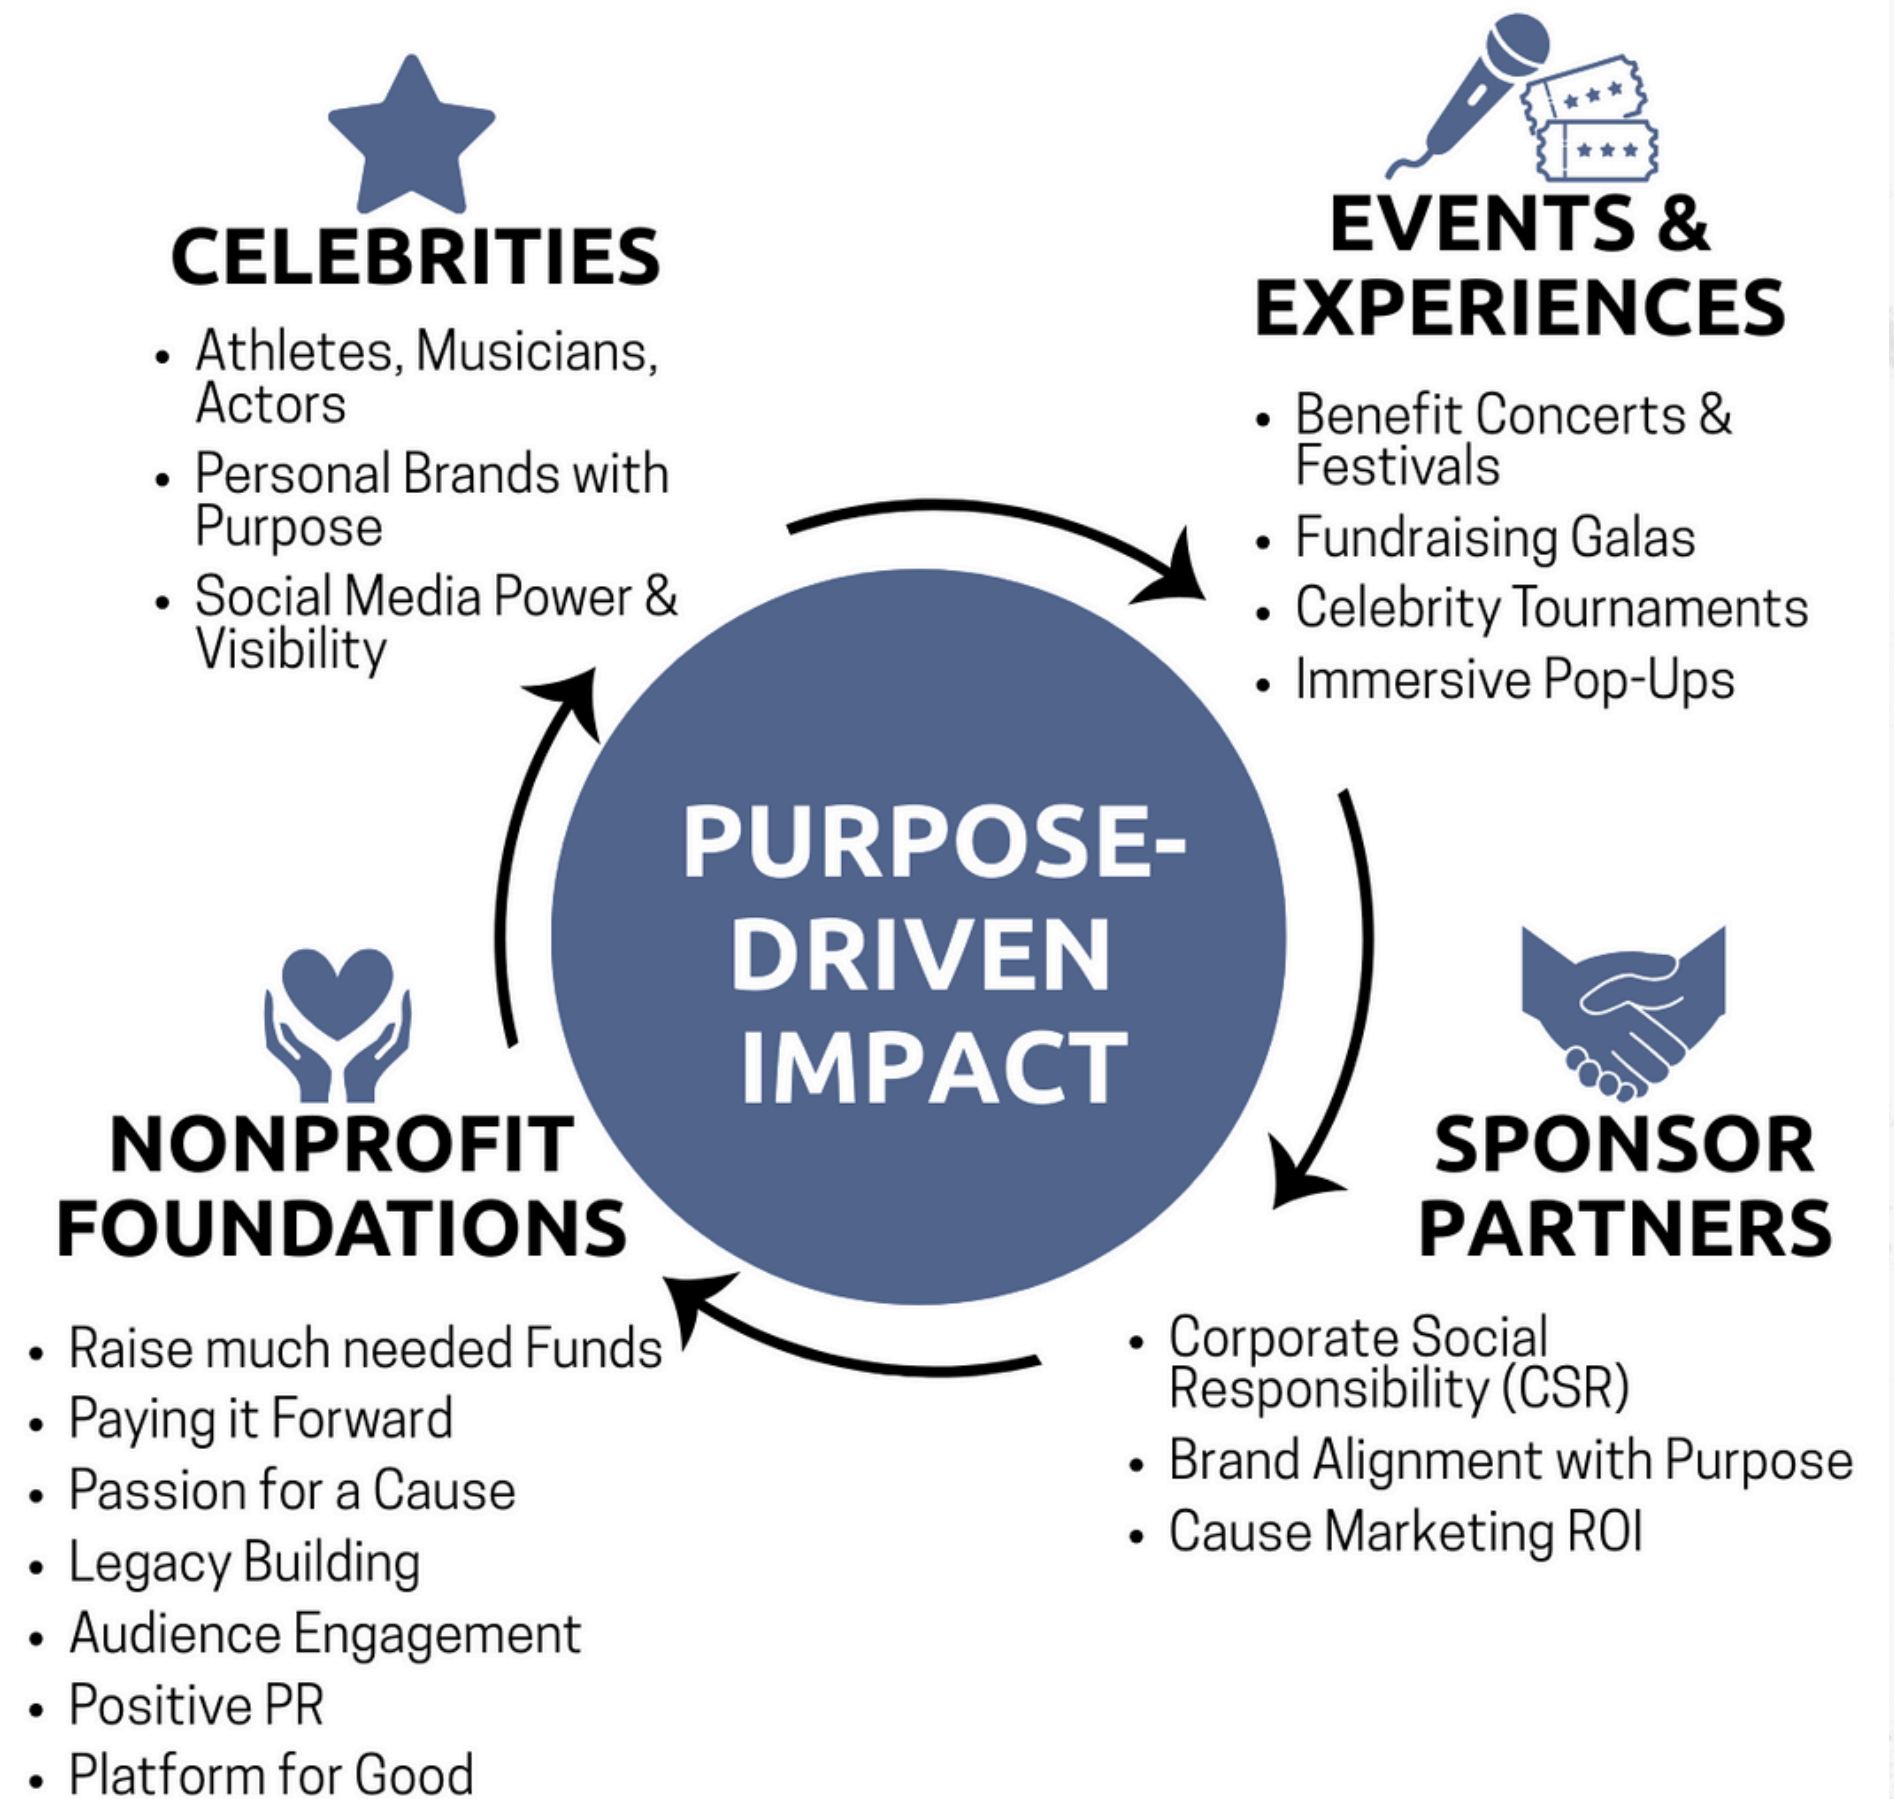 CELEBRITIES
• Athletes, Musicians,
Actors
• Personal Brands with
Purpose
• Social Media Power &
Visibility
EVENTS &
EXPERIENCES
• Benefit Concerts &
Festivals
• Fundraising Galas
• Celebrity Tournaments
• Immersive Pop-Ups
PURPOSE-
DRIVEN
IMPACT
NONPROFIT
FOUNDATIONS
• Raise much needed Funds
• Paying it Forward
• Passion for a Cause
• Legacy Building
• Audience Engagement
• Positive PR
• Platform for Good
SPONSOR
PARTNERS
• Corporate Social
Responsibility (CSR)
• Brand Alignment with Purpose
• Cause Marketing ROI